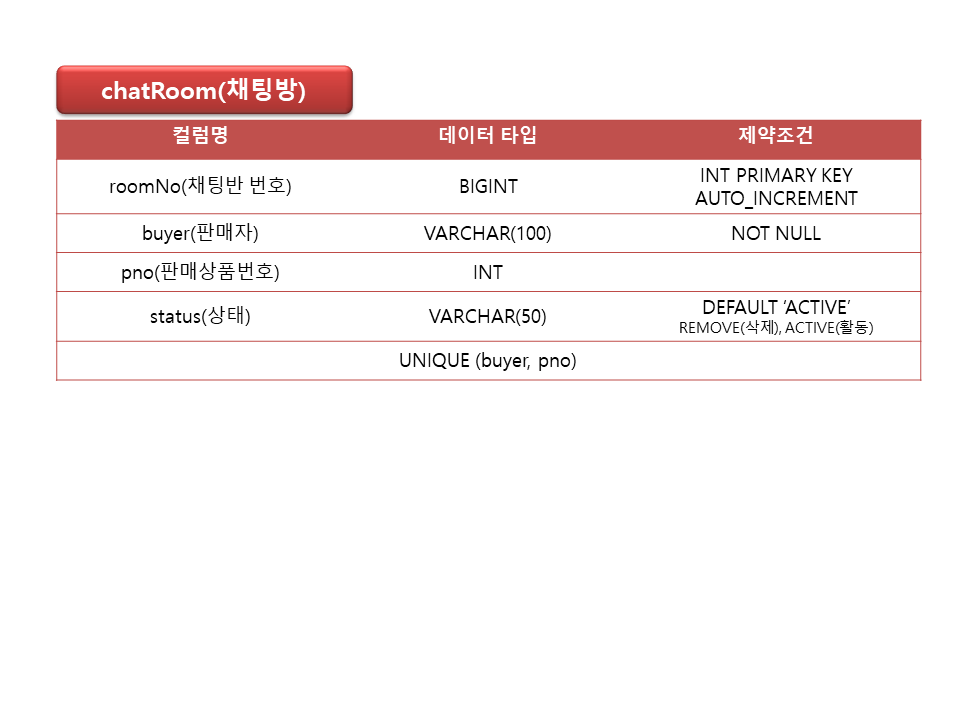 chatRoom(채팅방)
컬럼명 데이터 타입 제약조건
roomNo(채팅반 번호) BIGINT INT PRIMARY KEY
AUTO_INCREMENT
buyer(판매자) VARCHAR(100) NOT NULL
pno(판매상품번호) INT
status(상태) VARCHAR(50) DEFAULT ‘ACTIVE’
REMOVE(삭제), ACTIVE(활동)
UNIQUE (buyer, pno)